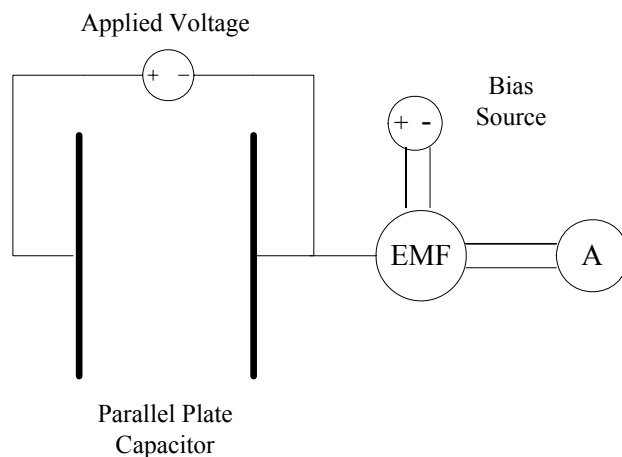 Applied Voltage
+ −
Bias
Source
+ -
EMF
A
Parallel Plate
Capacitor